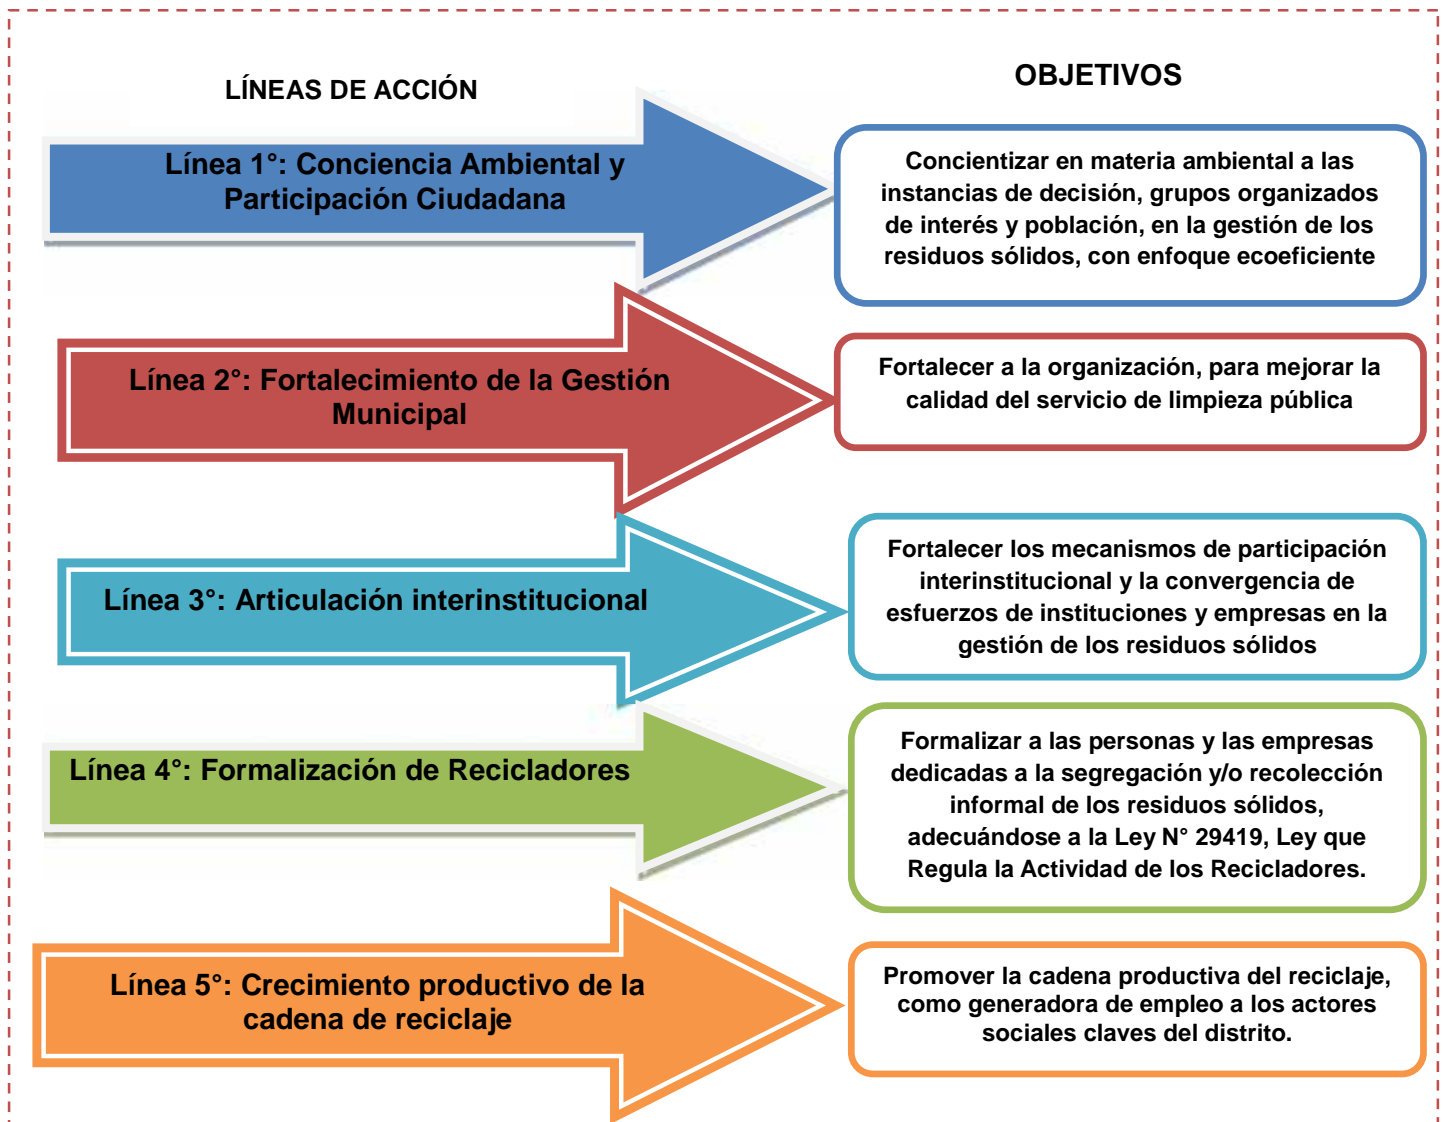 LÍNEAS DE ACCIÓN
OBJETIVOS
Línea 1°: Conciencia Ambiental y
Participación Ciudadana
Concientizar en materia ambiental a las
instancias de decisión, grupos organizados
de interés y población, en la gestión de los
residuos sólidos, con enfoque ecoeficiente
Línea 2°: Fortalecimiento de la Gestión
Municipal
Fortalecer a la organización, para mejorar la
calidad del servicio de limpieza pública
Línea 3°: Articulación interinstitucional
Fortalecer los mecanismos de participación
interinstitucional y la convergencia de
esfuerzos de instituciones y empresas en la
gestión de los residuos sólidos
Línea 4°: Formalización de Recicladores
Formalizar a las personas y las empresas
dedicadas a la segregación y/o recolección
informal de los residuos sólidos,
adecuándose a la Ley N° 29419, Ley que
Regula la Actividad de los Recicladores.
Línea 5°: Crecimiento productivo de la
cadena de reciclaje
Promover la cadena productiva del reciclaje,
como generadora de empleo a los actores
sociales claves del distrito.